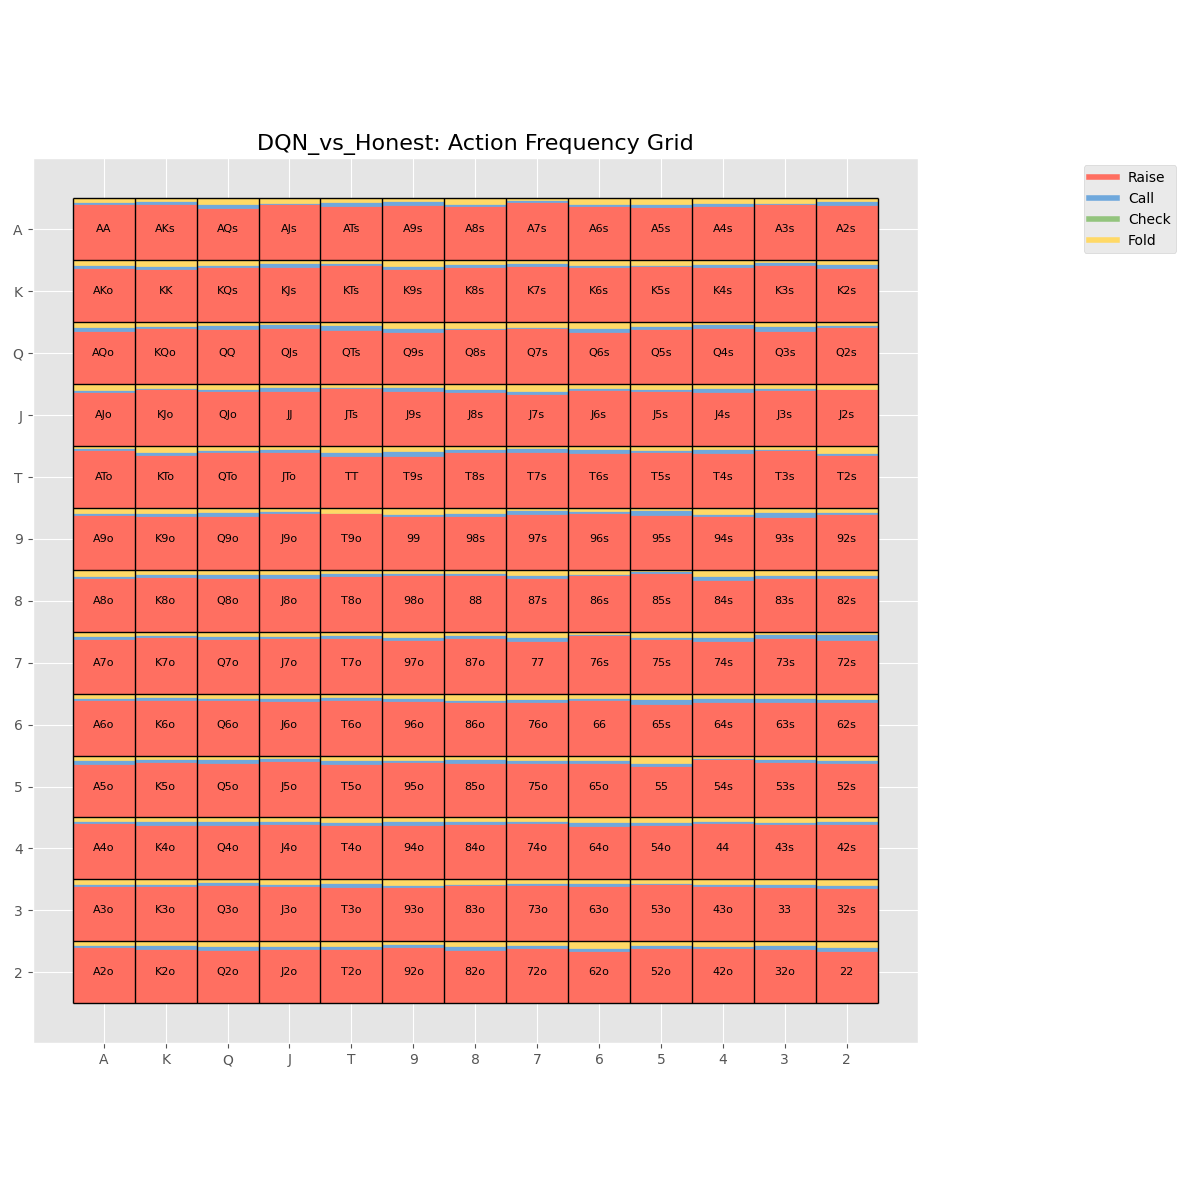 DQN_vs_Honest: Action Frequency Grid
Raise
Call
Check
Fold
A AA AKs AQs AJs ATs A9s A8s A7s A6s A5s A4s A3s A2s
K AKo KK KQs KJs KTs K9s K8s K7s K6s K5s K4s K3s K2s
Q AQo KQo QQ QJs QTs Q9s Q8s Q7s Q6s Q5s Q4s Q3s Q2s
J AJo KJo QJo JJ JTs J9s J8s J7s J6s J5s J4s J3s J2s
T ATo KTo QTo JTo TT T9s T8s T7s T6s T5s T4s T3s T2s
9 A9o K9o Q9o J9o T9o 99 98s 97s 96s 95s 94s 93s 92s
8 A8o K8o Q8o J8o T8o 98o 88 87s 86s 85s 84s 83s 82s
7 A7o K7o Q7o J7o T7o 97o 87o 77 76s 75s 74s 73s 72s
6 A6o K6o Q6o J6o T6o 96o 86o 76o 66 65s 64s 63s 62s
5 A5o K5o Q5o J5o T5o 95o 85o 75o 65o 55 54s 53s 52s
4 A4o K4o Q4o J4o T4o 94o 84o 74o 64o 54o 44 43s 42s
3 A3o K3o Q3o J3o T3o 93o 83o 73o 63o 53o 43o 33 32s
2 A2o K2o Q2o J2o T2o 92o 82o 72o 62o 52o 42o 32o 22
A K Q J T 9 8 7 6 5 4 3 2